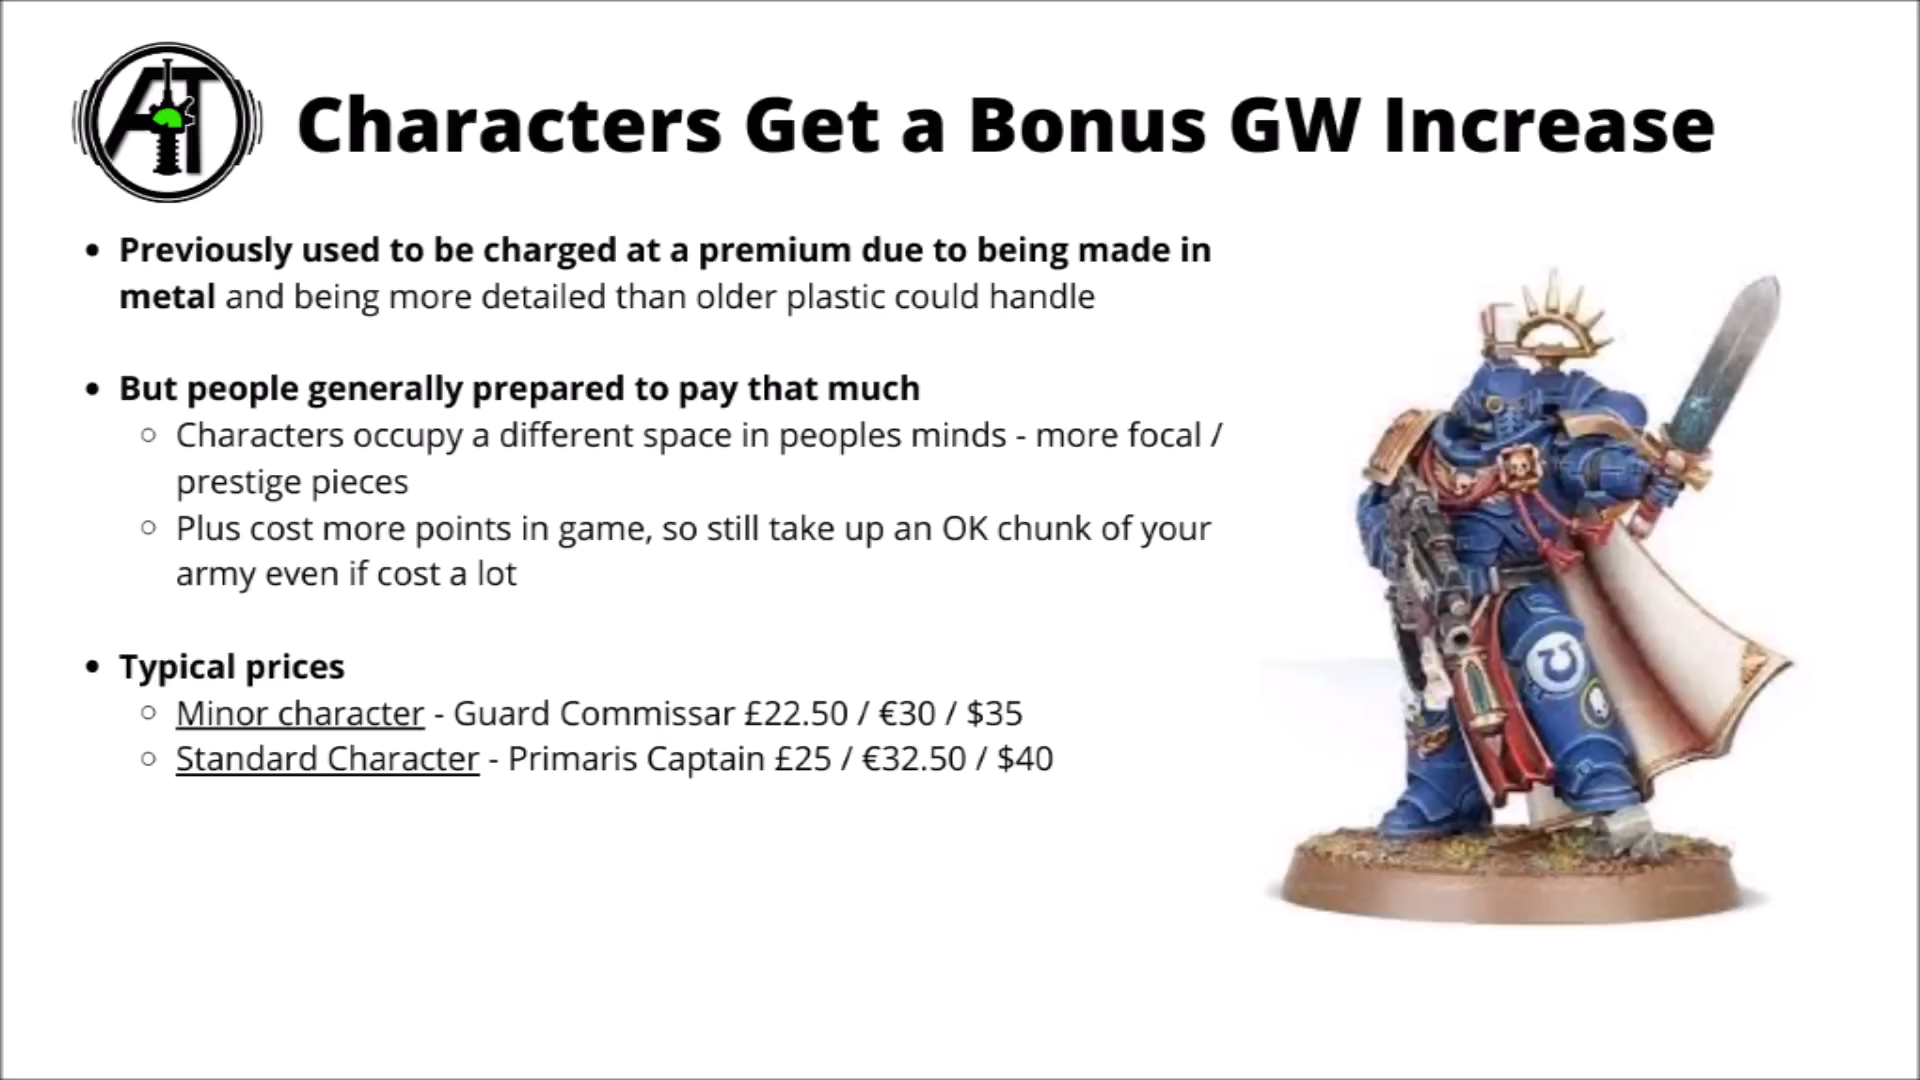 AT
Characters Get a Bonus GW Increase
• Previously used to be charged at a premium due to being made in
metal and being more detailed than older plastic could handle
• But people generally prepared to pay that much
○ Characters occupy a different space in peoples minds - more focal /
prestige pieces
○ Plus cost more points in game, so still take up an OK chunk of your
army even if cost a lot
• Typical prices
○ Minor character - Guard Commissar £22.50 / €30 / $35
○ Standard Character - Primaris Captain £25 / €32.50 / $40